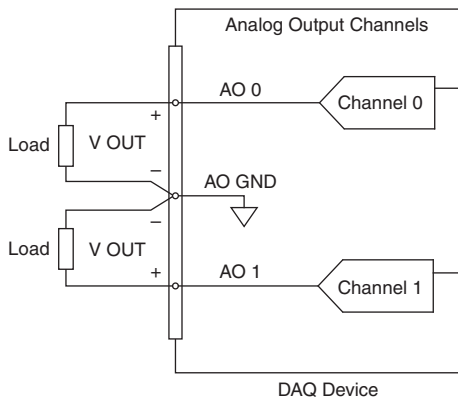 Analog Output Channels
AO 0
Channel 0
+
Load
V OUT
–
AO GND
–
Load
V OUT
+
AO 1
Channel 1
DAQ Device